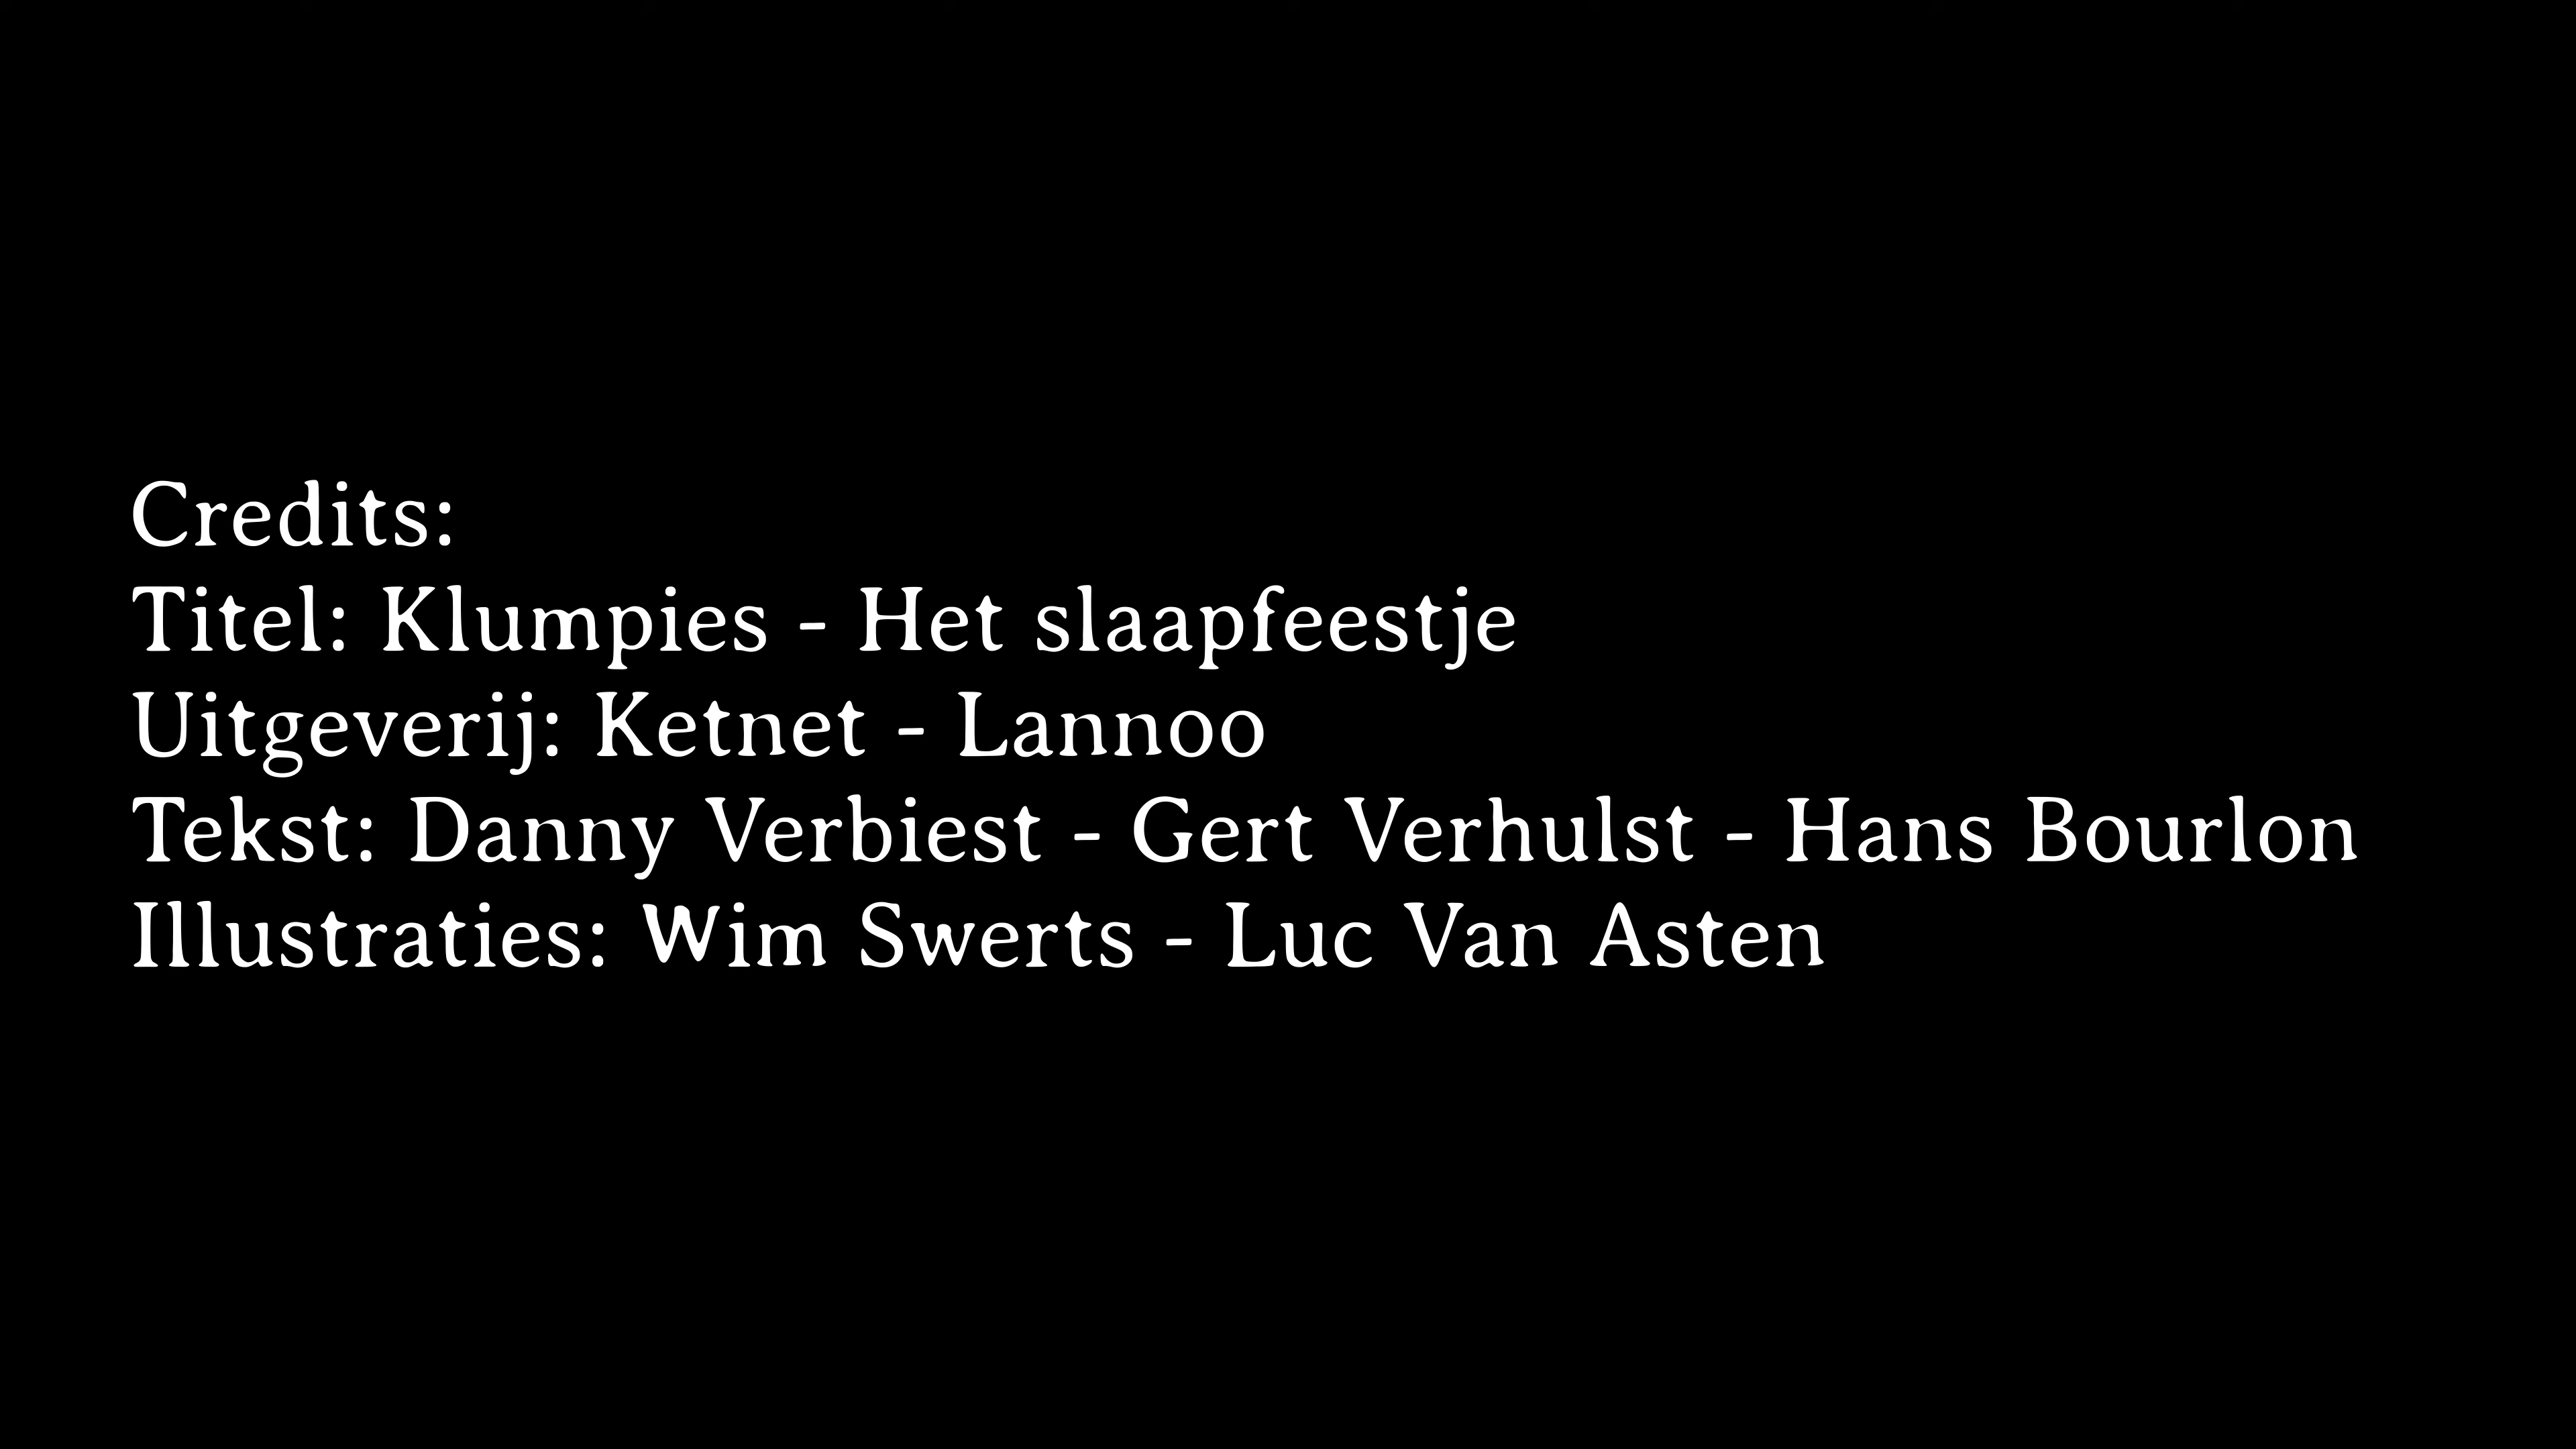 Credits:
Titel: Klumpies - Het slaapfeestje
Uitgeverij: Ketnet - Lannoo
Tekst: Danny Verbiest - Gert Verhulst - Hans Bourlon
Illustraties: Wim Swerts - Luc Van Asten